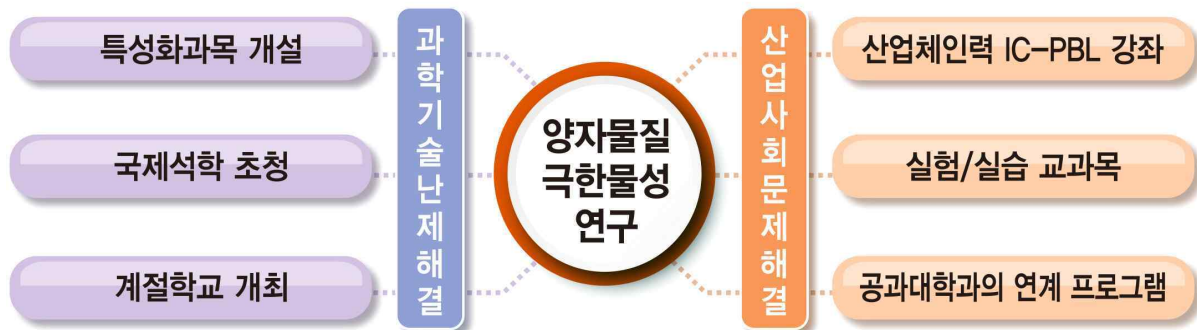 특성화과목 개설
국제석학 초청
계절학교 개최
과학기술난제해결
양자물질
극한물성
연구
산업사회문제해결
산업체인력 IC-PBL 강좌
실험/실습 교과목
공과대학과의 연계 프로그램